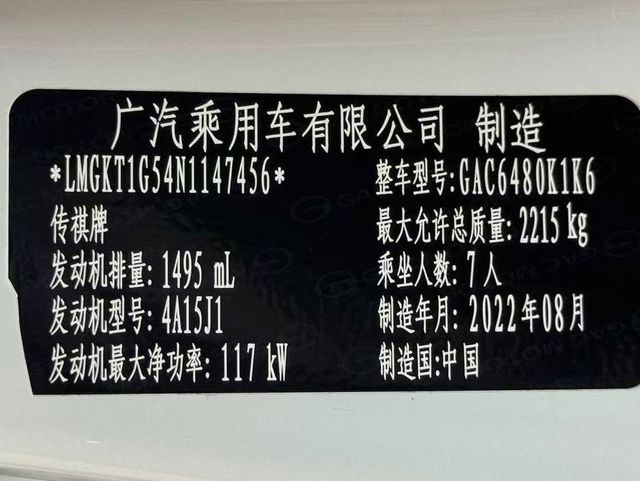 广汽乘用车有限公司 制造
*LMGKT1G54N1147456* 整车型号:GAC6480K1K6
传祺牌 最大允许总质量: 2215 kg
发动机排量: 1495 mL 乘坐人数: 7 人
发动机型号: 4A15J1 制造年月: 2022年08月
发动机最大净功率: 117 kW 制造国:中国